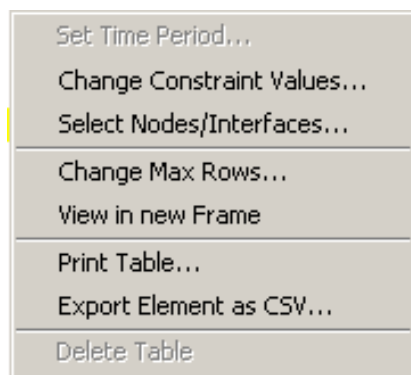 Set Time Period...
Change Constraint Values...
Select Nodes/Interfaces...
Change Max Rows...
View in new Frame
Print Table...
Export Element as CSV...
Delete Table